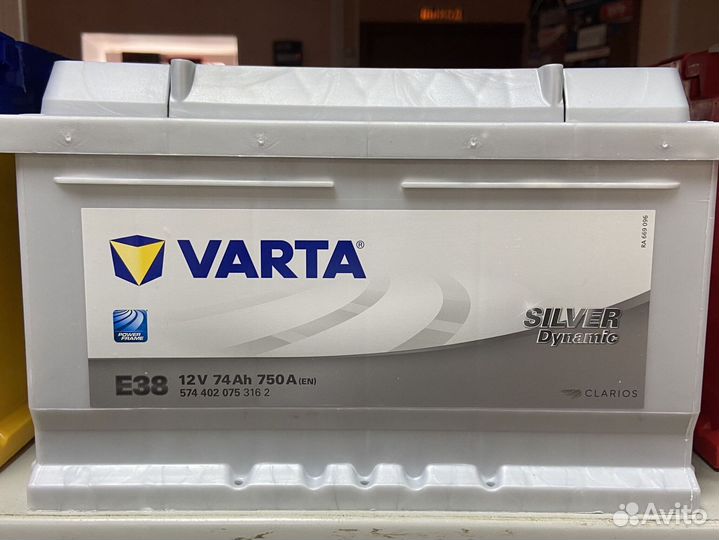 ВЫХОД
VARTA®
RA 669 096
POWER
FRAME
SILVER
Dynamic
E38 12V 74Ah 750A (EN)
574 402 075 316 2
CLARIOS
Avito